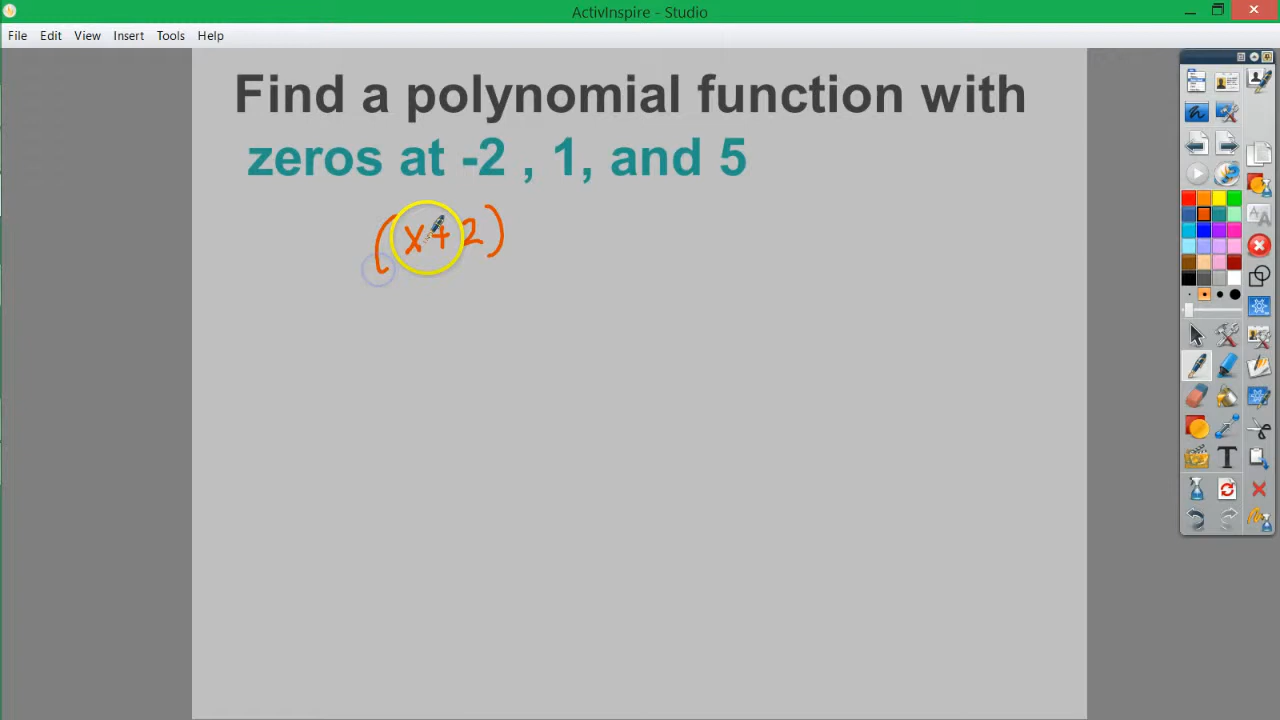 ActivInspire - Studio
File Edit View Insert Tools Help
Find a polynomial function with
zeros at -2 , 1, and 5
(x+2)